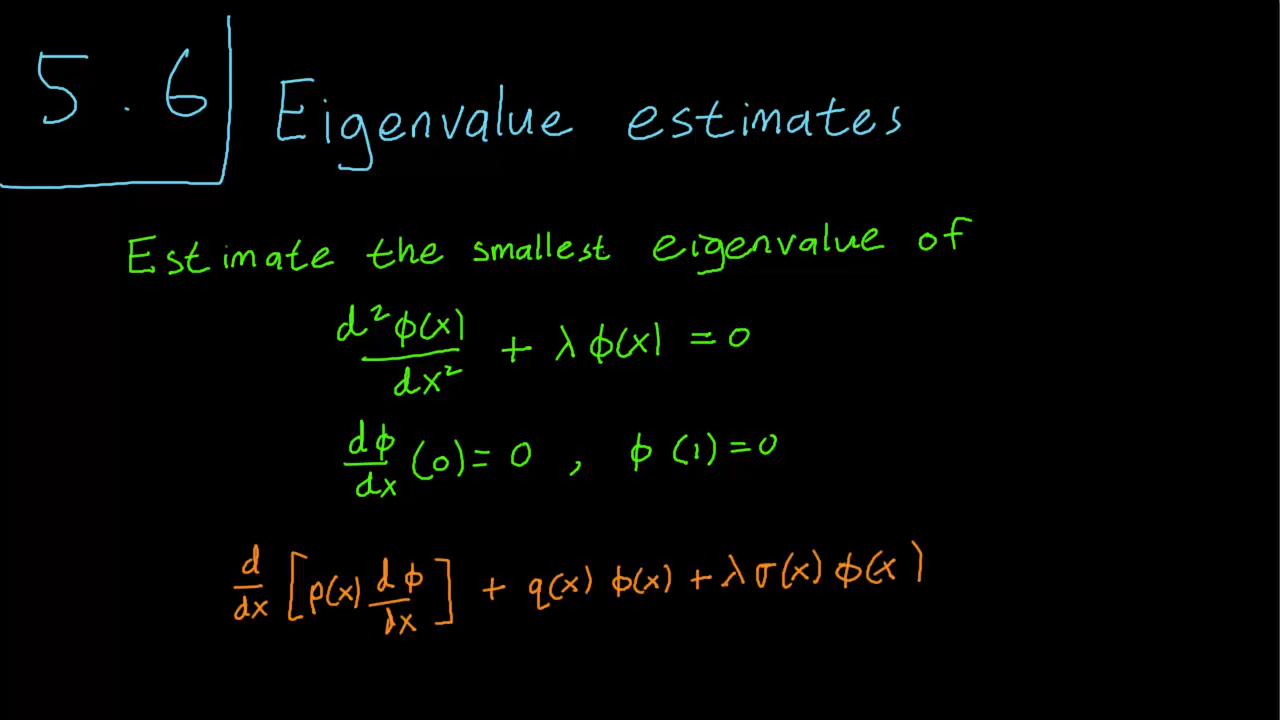 5.6 Eigenvalue estimates
Estimate the smallest eigenvalue of
d²ϕ(x)/dx² + λϕ(x) = 0
dϕ/dx (0) = 0 , ϕ(1) = 0
d/dx [p(x) dϕ/dx] + q(x) ϕ(x) + λσ(x) ϕ(x)